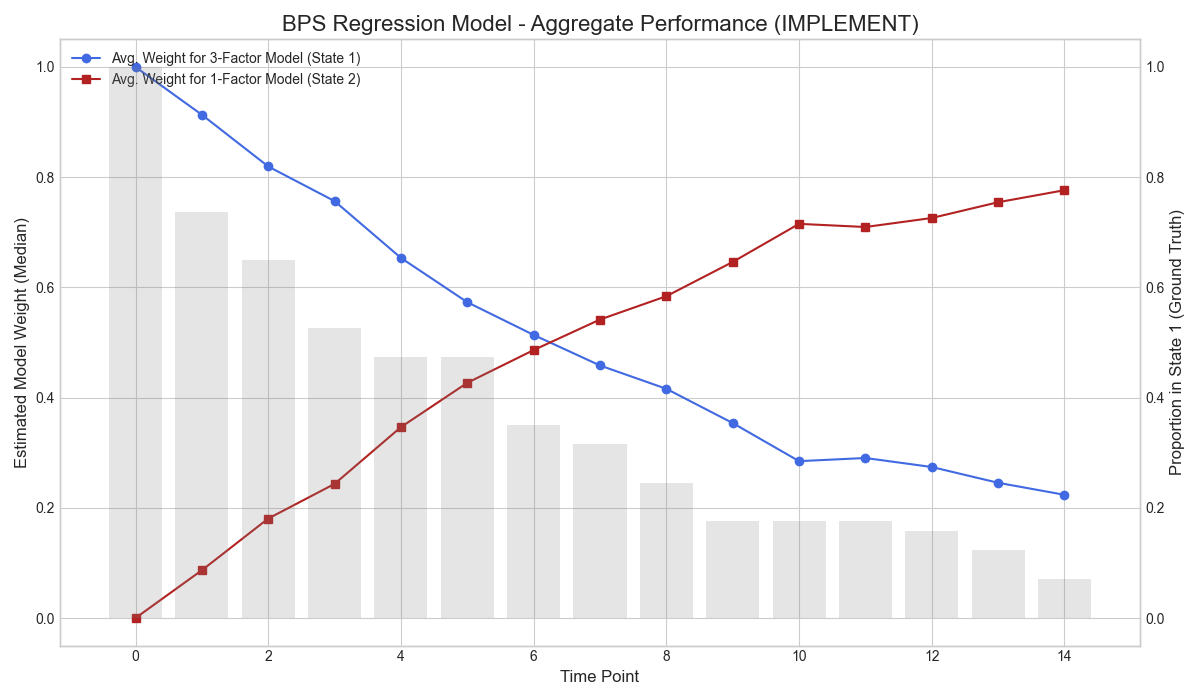 BPS Regression Model - Aggregate Performance (IMPLEMENT)
Avg. Weight for 3-Factor Model (State 1)
Avg. Weight for 1-Factor Model (State 2)
Estimated Model Weight (Median)
1.0
0.8
0.6
0.4
0.2
0.0
1.0
0.8
0.6
0.4
0.2
0.0
Proportion in State 1 (Ground Truth)
0 2 4 6 8 10 12 14
Time Point